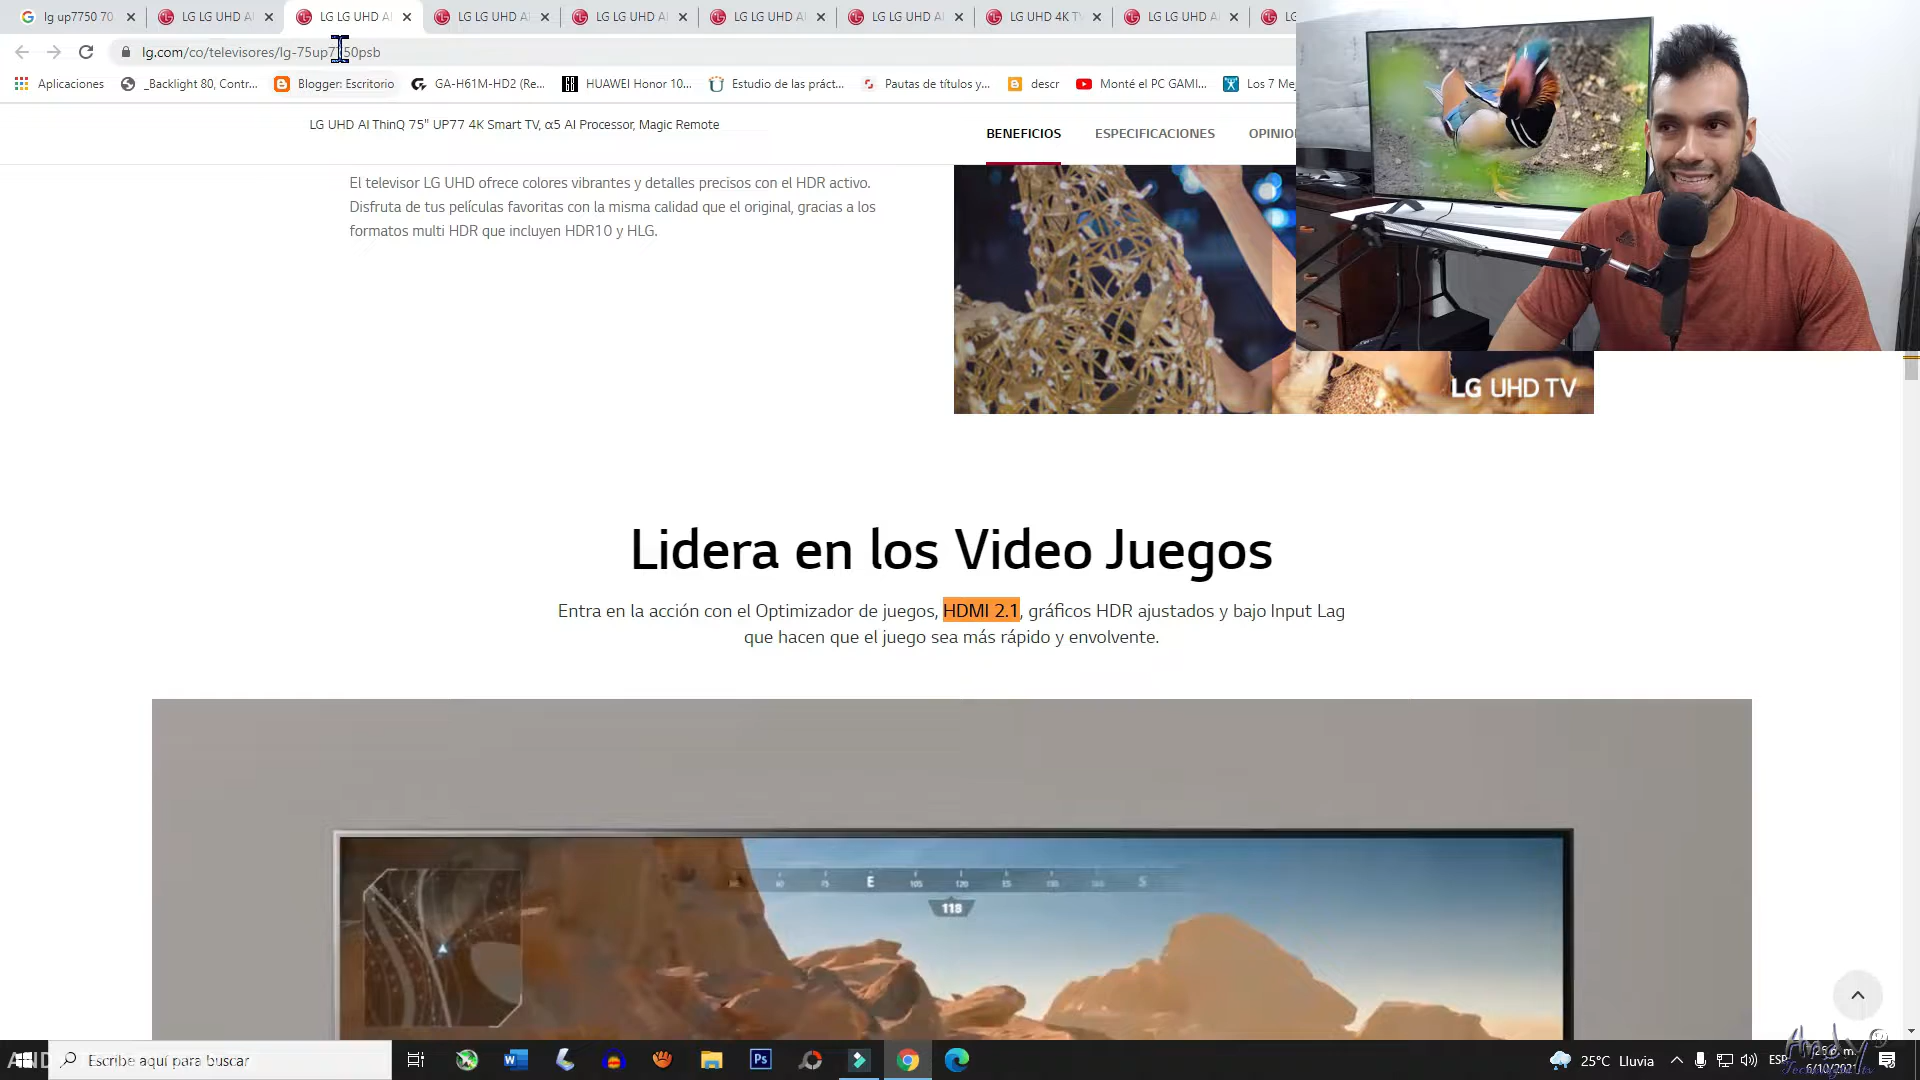 lg up7750 70
LG LG UHD AI
LG LG UHD AI
LG LG UHD AI
LG LG UHD AI
LG LG UHD AI
LG LG UHD AI
LG UHD 4K TV
LG LG UHD AI
lg.com/co/televisores/lg-75up7750psb
Aplicaciones
_Backlight 80, Contr...
Blogger: Escritorio
GA-H61M-HD2 (Re...
HUAWEI Honor 10...
Estudio de las práct...
Pautas de títulos y...
descr
Monté el PC GAMI...
Los 7 Me
LG UHD AI ThinQ 75" UP77 4K Smart TV, α5 AI Processor, Magic Remote
BENEFICIOS
ESPECIFICACIONES
OPINIO
El televisor LG UHD ofrece colores vibrantes y detalles precisos con el HDR activo.
Disfruta de tus películas favoritas con la misma calidad que el original, gracias a los
formatos multi HDR que incluyen HDR10 y HLG.
LG UHD TV
Lidera en los Video Juegos
Entra en la acción con el Optimizador de juegos, HDMI 2.1, gráficos HDR ajustados y bajo Input Lag
que hacen que el juego sea más rápido y envolvente.
E
105
120
S
118
Escribe aquí para buscar
25°C Lluvia
ESP
6/10/2021